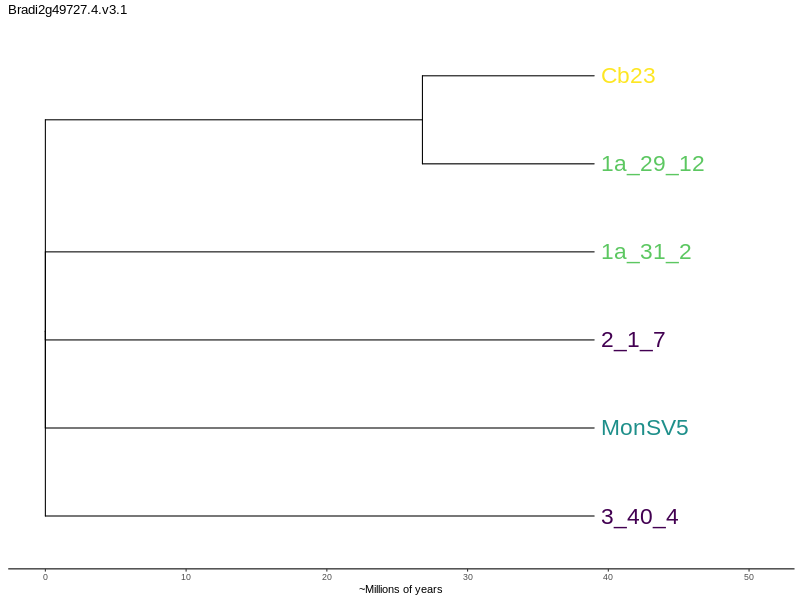 Bradi2g49727.4.v3.1
Cb23
1a_29_12
1a_31_2
2_1_7
MonSV5
3_40_4
0 10 20 30 40 50
~Millions of years